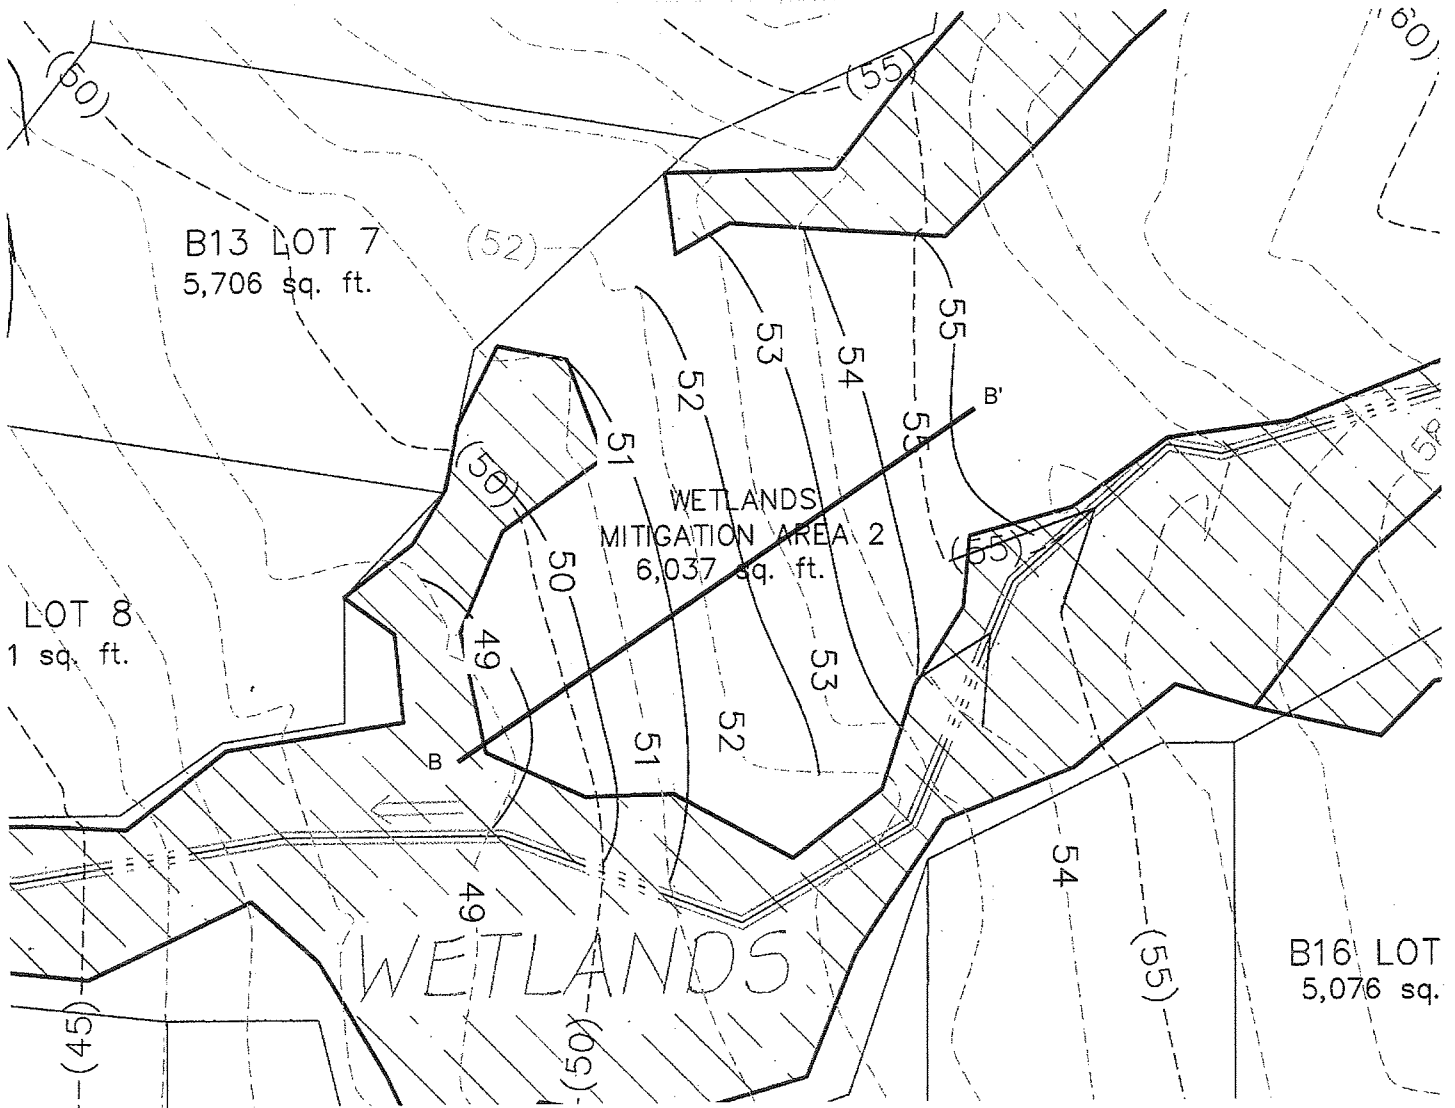 (50)
(55)
(60)
B13 LOT 7
5,706 sq. ft.
(52)
53
54
55
52
B'
55
51
(50)
(58
WETLANDS
MITIGATION AREA 2
6,037 sq. ft.
(55)
50
LOT 8
1 sq. ft.
49
53
52
51
B
54
49
WETLANDS
(55)
B16 LOT
5,076 sq.
(45)
(50)